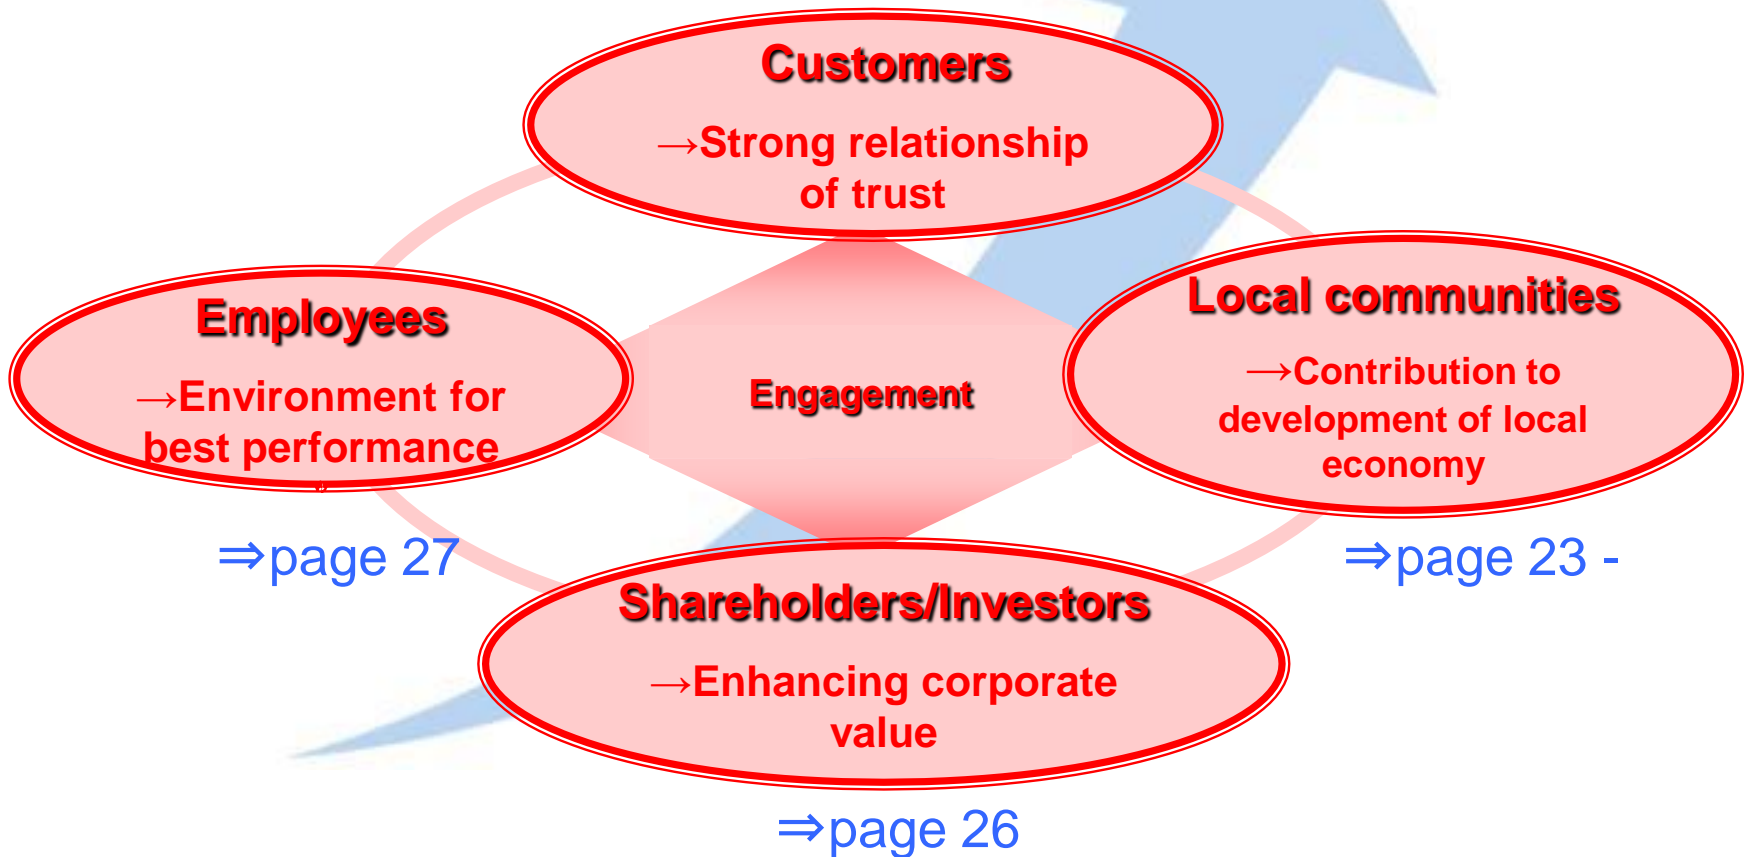 Customers
→Strong relationship
of trust
Employees
→Environment for
best performance
Engagement
Local communities
→Contribution to
development of local
economy
⇒page 27
⇒page 23 -
Shareholders/Investors
→Enhancing corporate
value
⇒page 26